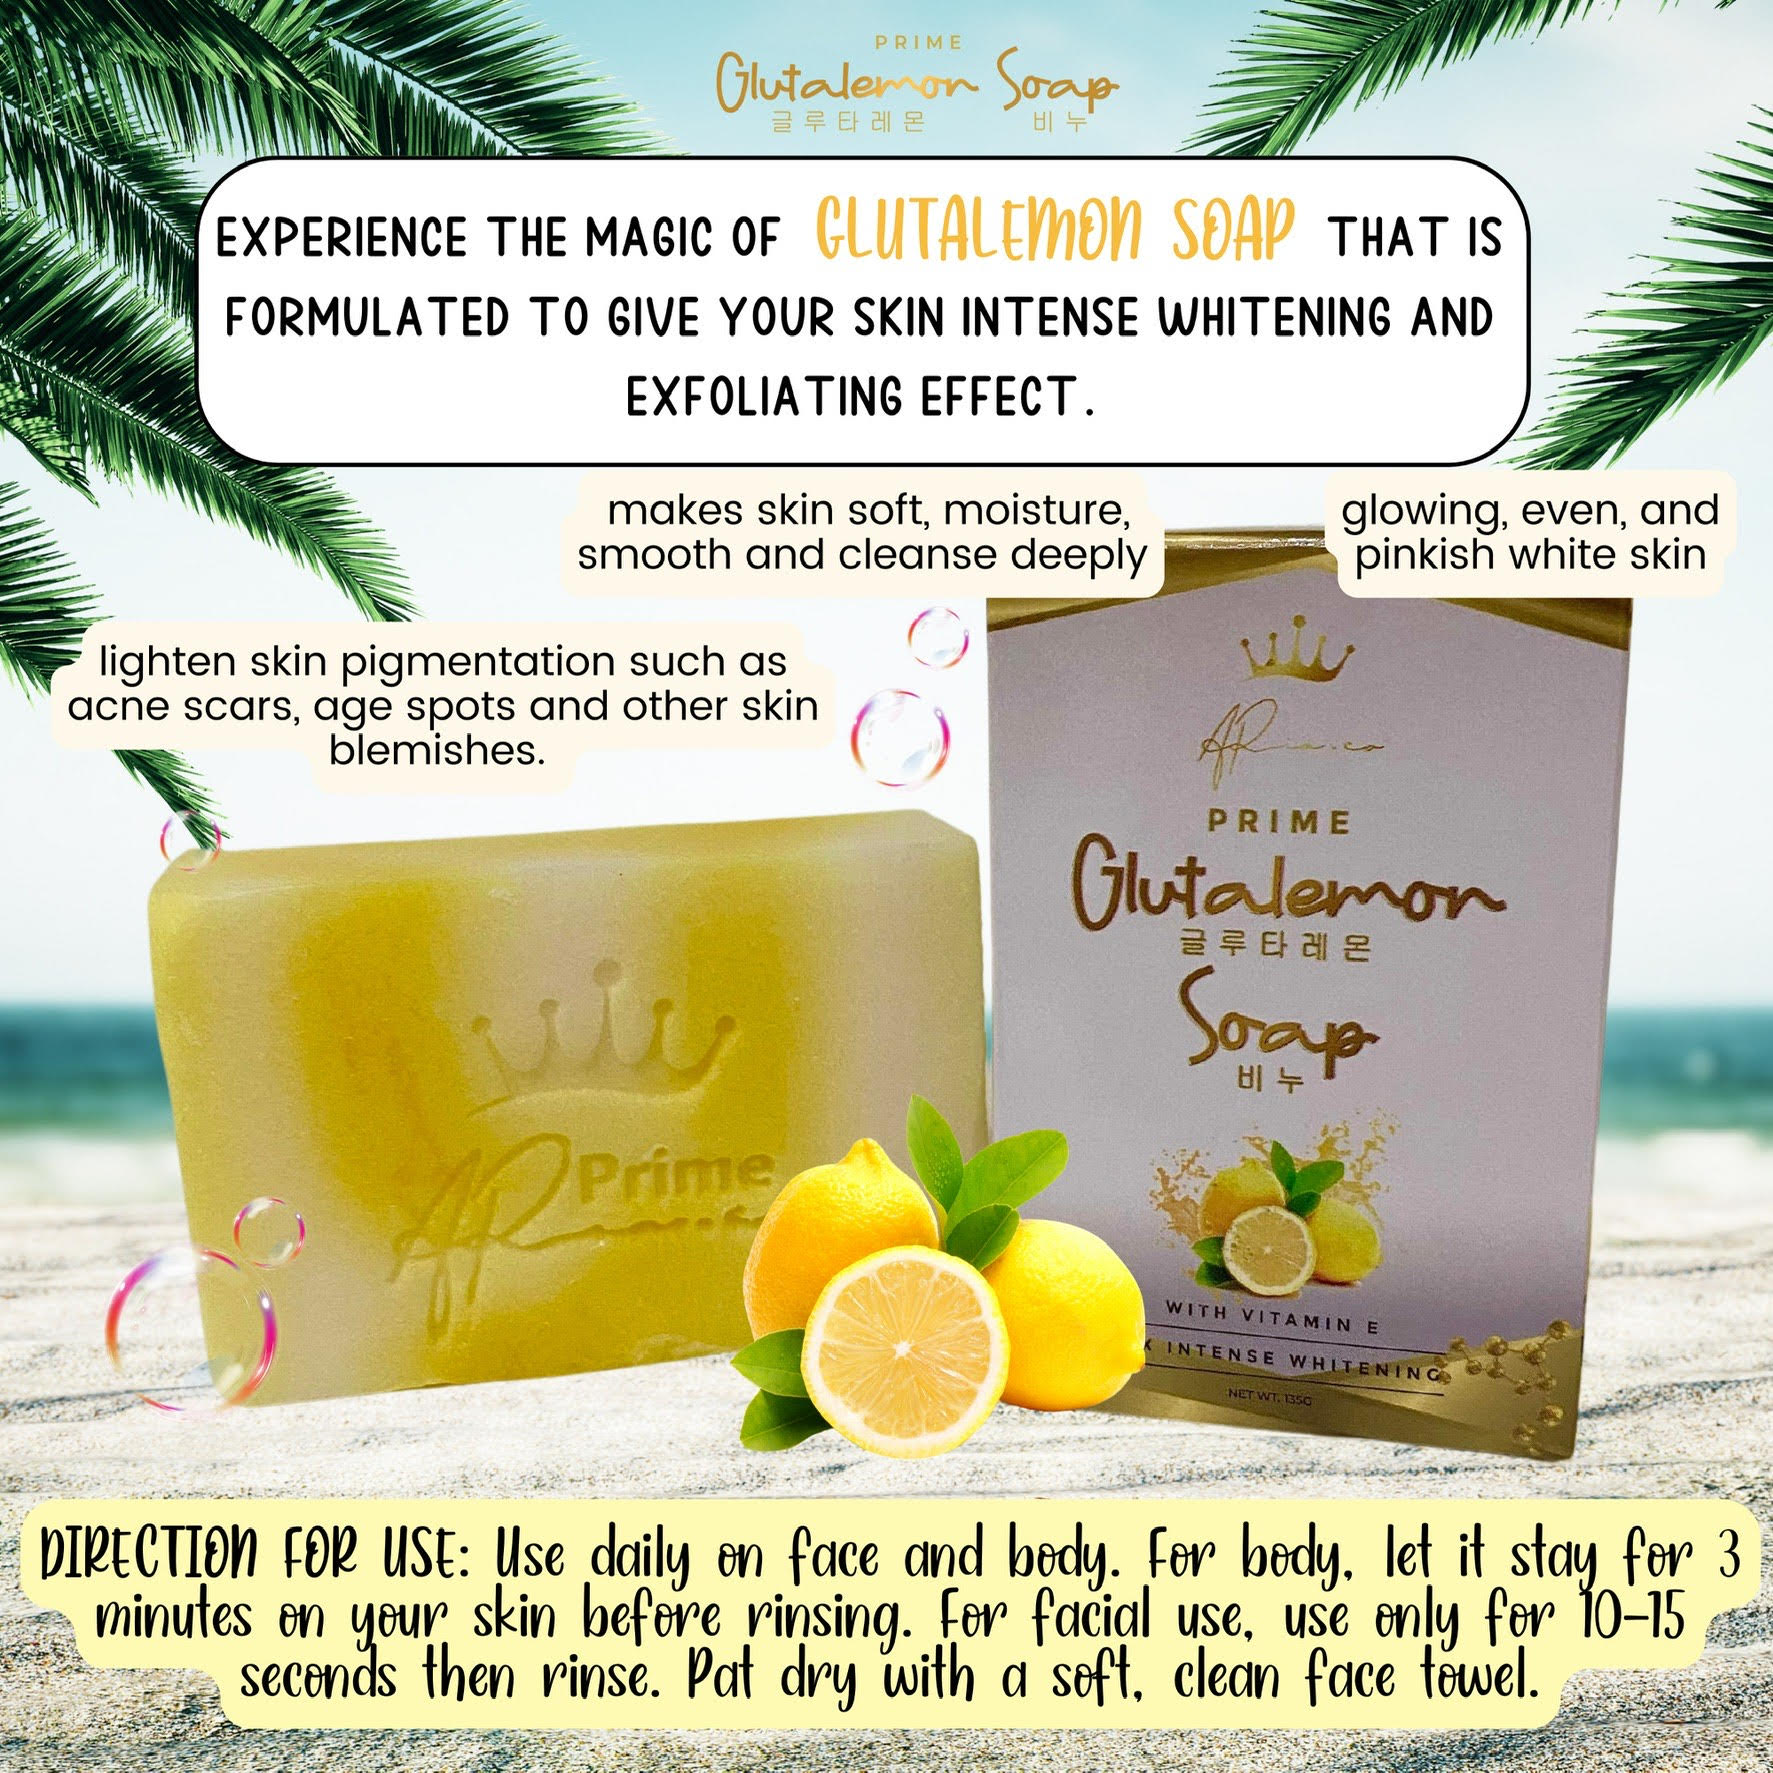 PRIME
Glutalemon Soap
글루타레몬 비누
EXPERIENCE THE MAGIC OF GLUTALEMON SOAP THAT IS
FORMULATED TO GIVE YOUR SKIN INTENSE WHITENING AND
EXFOLIATING EFFECT.
makes skin soft, moisture,
smooth and cleanse deeply
glowing, even, and
pinkish white skin
lighten skin pigmentation such as
acne scars, age spots and other skin
blemishes.
PRIME
Glutalemon
글루타레몬
Soap
비누
WITH VITAMIN E
INTENSE WHITENING
NET WT. 135G
Prime
DIRECTION FOR USE: Use daily on face and body. For body, let it stay for 3
minutes on your skin before rinsing. For facial use, use only for 10-15
seconds then rinse. Pat dry with a soft, clean face towel.